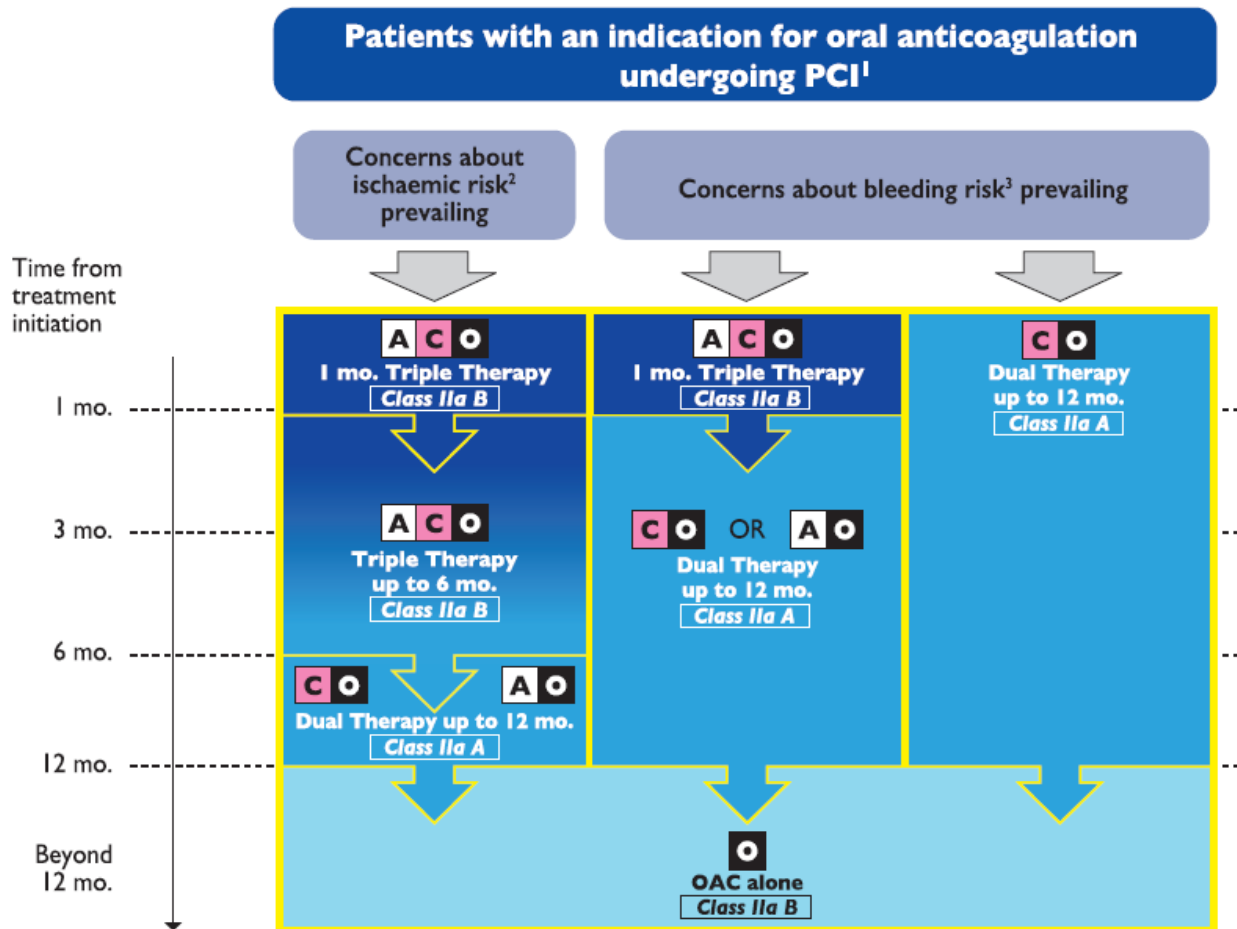 Patients with an indication for oral anticoagulation
undergoing PCI¹
Concerns about
ischaemic risk²
prevailing
Concerns about bleeding risk³ prevailing
Time from
treatment
initiation
A C O
1 mo. Triple Therapy
Class IIa B
A C O
1 mo. Triple Therapy
Class IIa B
C O
Dual Therapy
up to 12 mo.
Class IIa A
1 mo.
3 mo.
A C O
Triple Therapy
up to 6 mo.
Class IIa B
C O OR A O
Dual Therapy
up to 12 mo.
Class IIa A
6 mo.
C O A O
Dual Therapy up to 12 mo.
Class IIa A
12 mo.
Beyond
12 mo.
O
OAC alone
Class IIa B